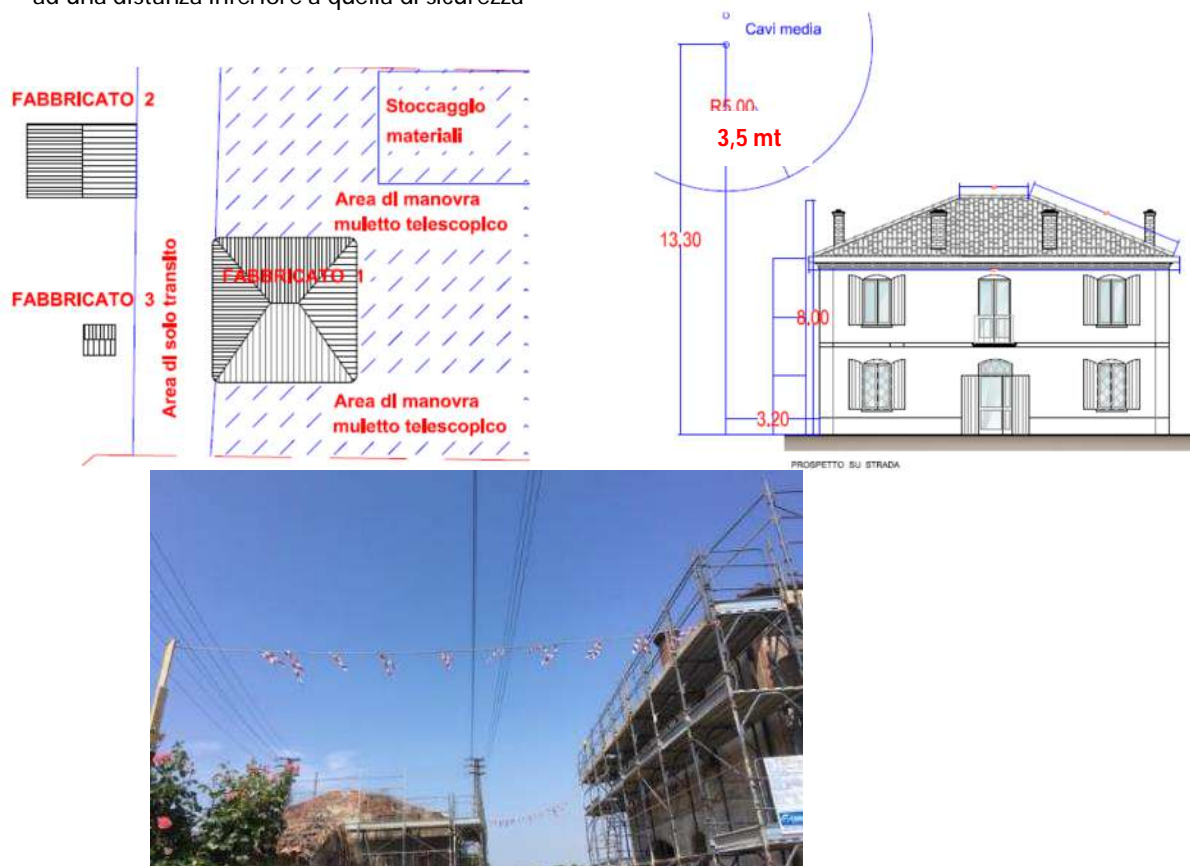 ad una distanza inferiore a quella di sicurezza
FABBRICATO 2
Stoccaggio
materiali
Area di manovra
muletto telescopico
FABBRICATO 1
FABBRICATO 3
Area di solo transito
Area di manovra
muletto telescopico
Cavi media
R5.00
3,5 mt
13,30
8,00
3,20
PROSPETTO SU STRADA